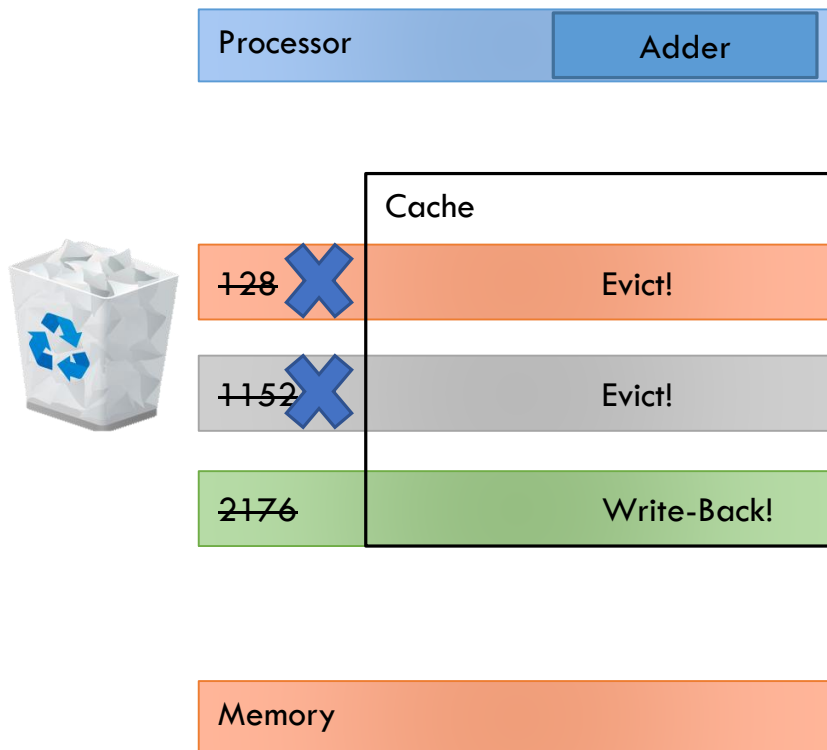 Processor
Adder
Cache
128
Evict!
1152
Evict!
2176
Write-Back!
Memory